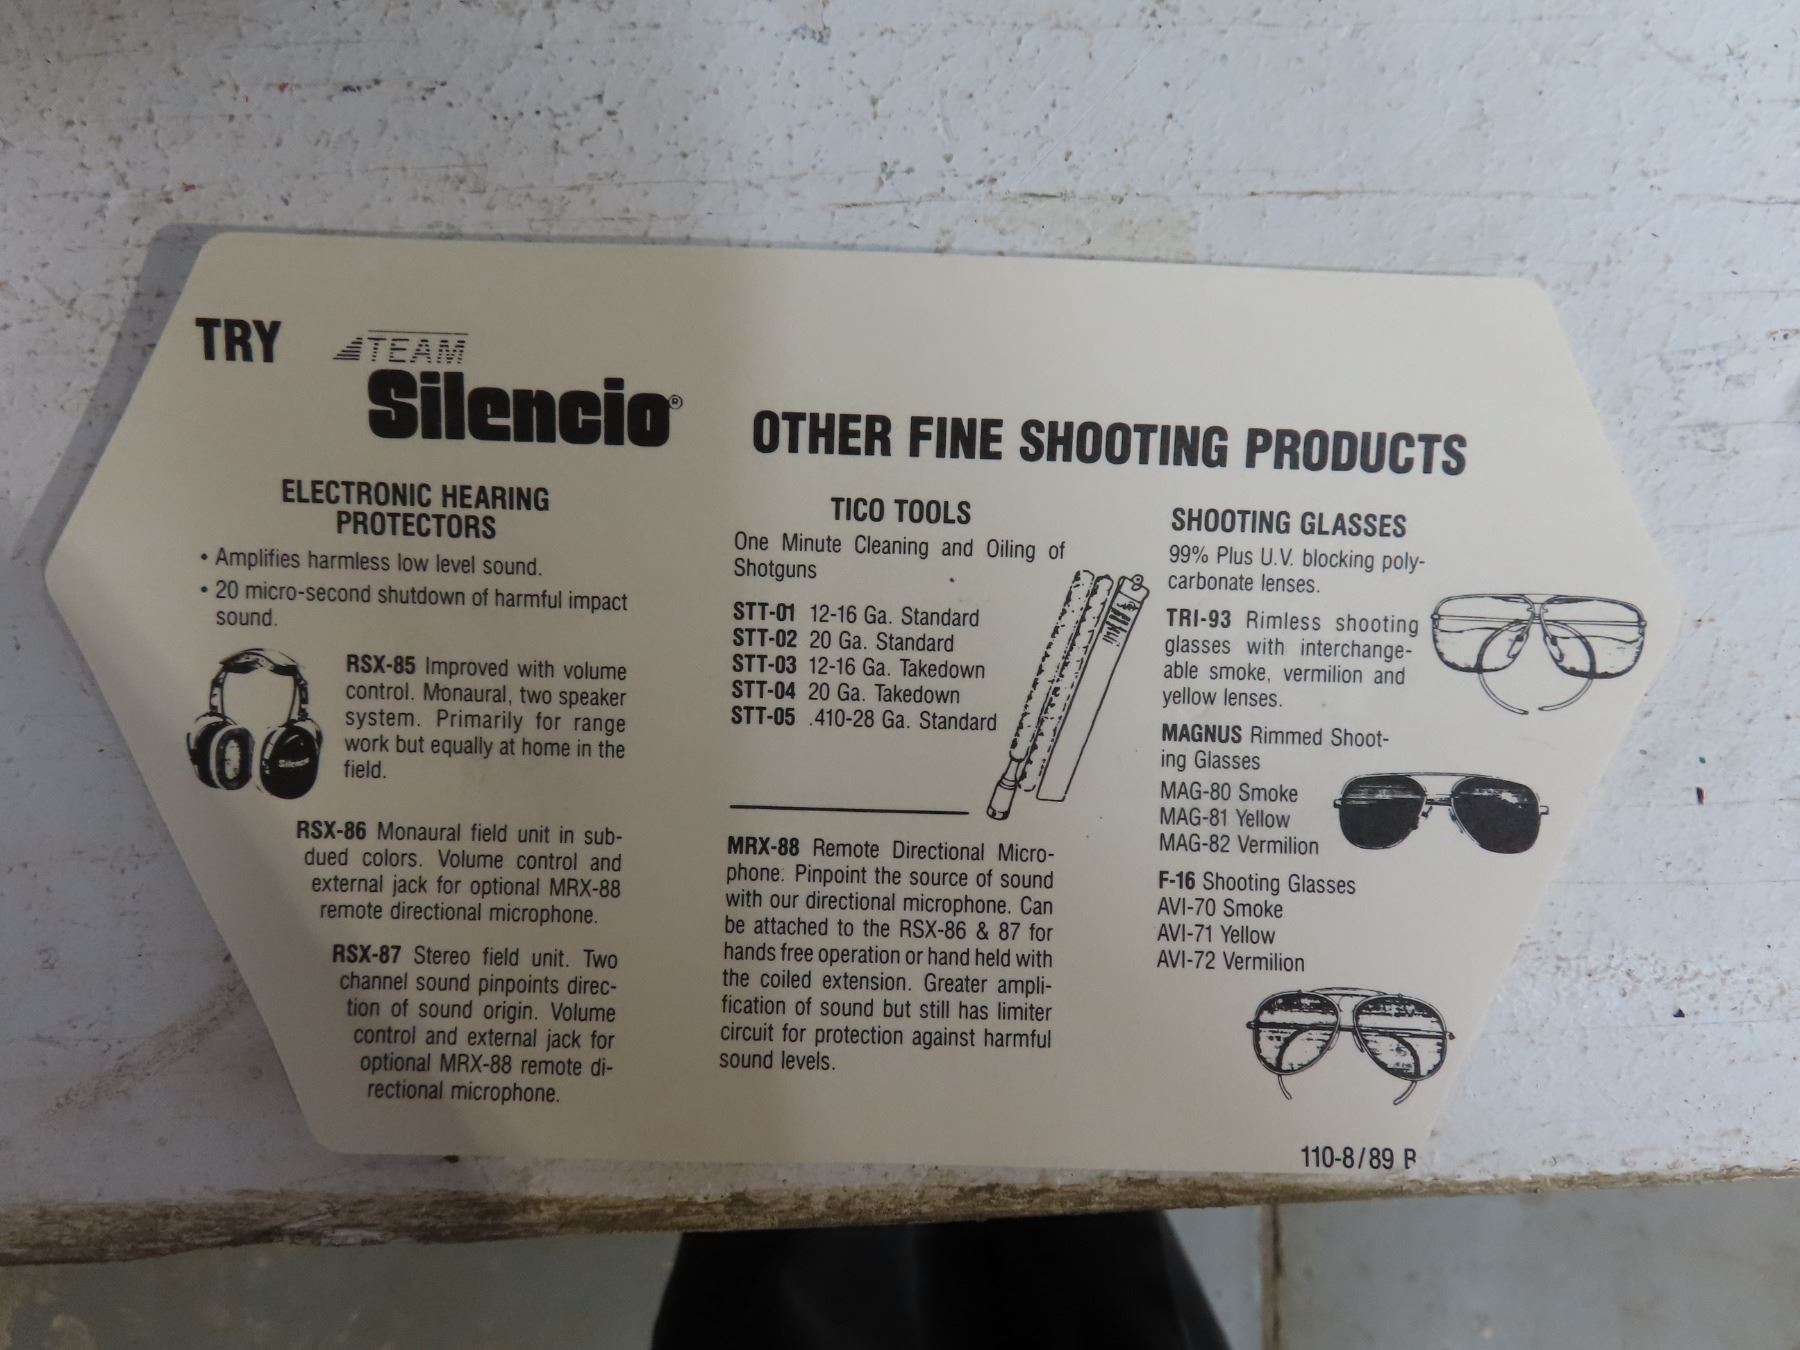 TRY
TEAM
Silencio®
OTHER FINE SHOOTING PRODUCTS
ELECTRONIC HEARING
PROTECTORS
• Amplifies harmless low level sound.
• 20 micro-second shutdown of harmful impact
sound.
Silencio
RSX-85 Improved with volume
control. Monaural, two speaker
system. Primarily for range
work but equally at home in the
field.
RSX-86 Monaural field unit in sub-
dued colors. Volume control and
external jack for optional MRX-88
remote directional microphone.
RSX-87 Stereo field unit. Two
channel sound pinpoints direc-
tion of sound origin. Volume
control and external jack for
optional MRX-88 remote di-
rectional microphone.
TICO TOOLS
One Minute Cleaning and Oiling of
Shotguns
STT-01 12-16 Ga. Standard
STT-02 20 Ga. Standard
STT-03 12-16 Ga. Takedown
STT-04 20 Ga. Takedown
STT-05 .410-28 Ga. Standard
MRX-88 Remote Directional Micro-
phone: Pinpoint the source of sound
with our directional microphone. Can
be attached to the RSX-86 & 87 for
hands free operation or hand held with
the coiled extension. Greater ampli-
fication of sound but still has limiter
circuit for protection against harmful
sound levels.
SHOOTING GLASSES
99% Plus U.V. blocking poly-
carbonate lenses.
TRI-93 Rimless shooting
glasses with interchange-
able smoke, vermilion and
yellow lenses.
MAGNUS Rimmed Shoot-
ing Glasses
MAG-80 Smoke
MAG-81 Yellow
MAG-82 Vermilion
F-16 Shooting Glasses
AVI-70 Smoke
AVI-71 Yellow
AVI-72 Vermilion
110-8/89